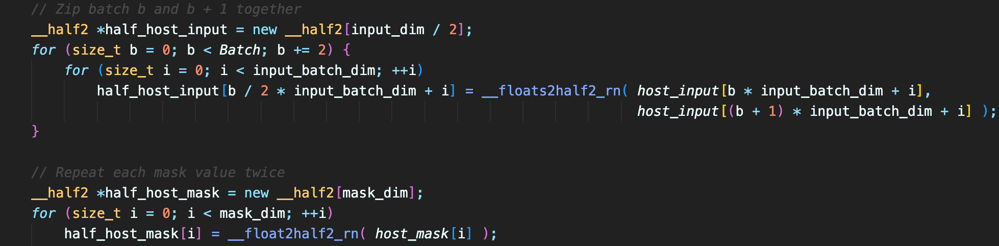 // Zip batch b and b + 1 together
__half2 *half_host_input = new __half2[input_dim / 2];
for (size_t b = 0; b < Batch; b += 2) {
for (size_t i = 0; i < input_batch_dim; ++i)
half_host_input[b / 2 * input_batch_dim + i] = __floats2half2_rn( host_input[b * input_batch_dim + i],
host_input[(b + 1) * input_batch_dim + i] );
}
// Repeat each mask value twice
__half2 *half_host_mask = new __half2[mask_dim];
for (size_t i = 0; i < mask_dim; ++i)
half_host_mask[i] = __float2half2_rn( host_mask[i] );